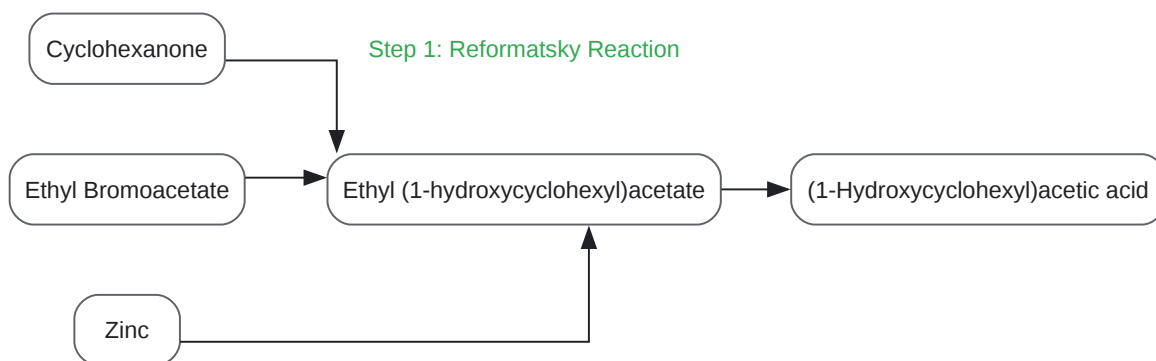 Cyclohexanone
Step 1: Reformatsky Reaction
Ethyl Bromoacetate
Ethyl (1-hydroxycyclohexyl)acetate
(1-Hydroxycyclohexyl)acetic acid
Zinc